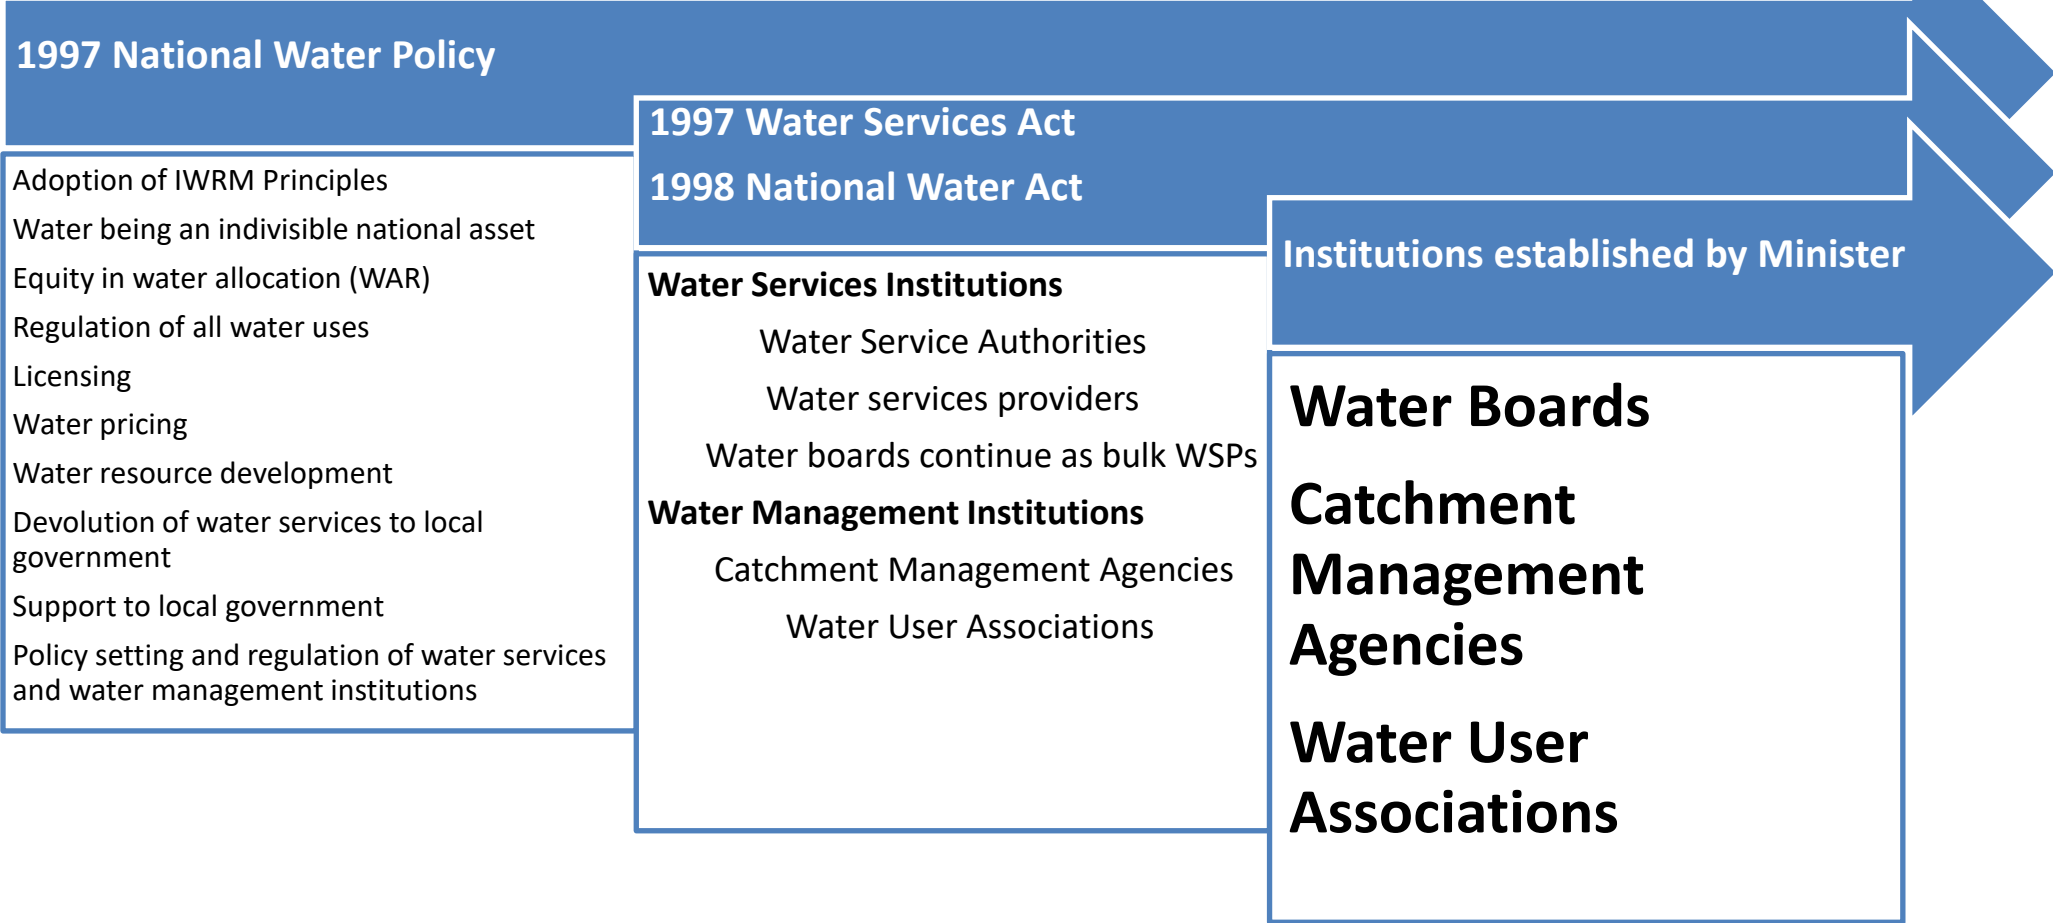 1997 National Water Policy
Adoption of IWRM Principles
Water being an indivisible national asset
Equity in water allocation (WAR)
Regulation of all water uses
Licensing
Water pricing
Water resource development
Devolution of water services to local
government
Support to local government
Policy setting and regulation of water services
and water management institutions
1997 Water Services Act
1998 National Water Act
Water Services Institutions
Water Service Authorities
Water services providers
Water boards continue as bulk WSPs
Water Management Institutions
Catchment Management Agencies
Water User Associations
Institutions established by Minister
Water Boards
Catchment
Management
Agencies
Water User
Associations